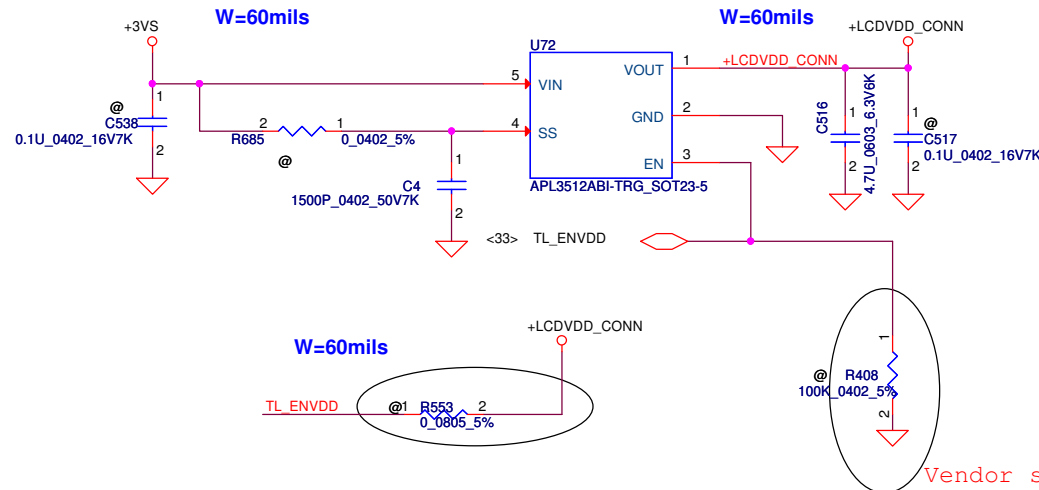 W=60mils
W=60mils
+3VS
+LCDVDD_CONN
U72
1
@
C538
0.1U_0402_16V7K
2
5
VIN
VOUT
1
+LCDVDD_CONN
GND
2
2
R685
1
0_0402_5%
@
4
SS
EN
3
APL3512ABI-TRG_SOT23-5
1
C4
1500P_0402_50V7K
2
1
C516
4.7U_0603_6.3V6K
2
1
@
C517
0.1U_0402_16V7K
2
<33>
TL_ENVDD
+LCDVDD_CONN
W=60mils
TL_ENVDD
@
1
R553
2
0_0805_5%
1
@
R408
100K_0402_5%
2
Vendor s